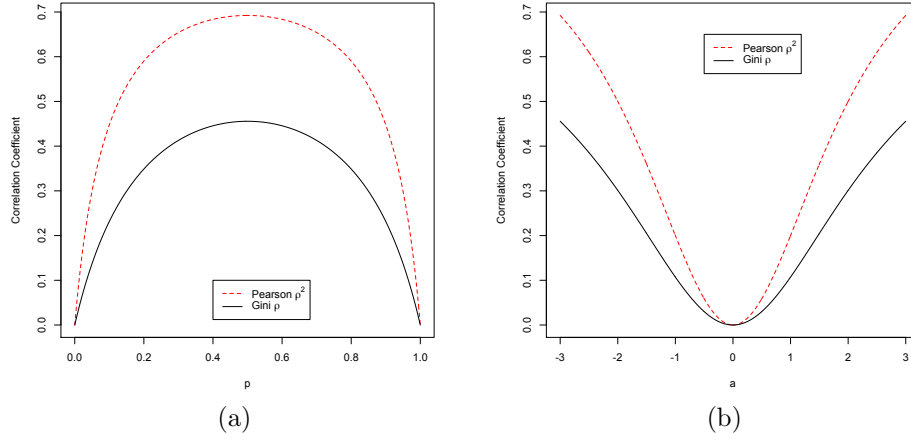 0.7
0.6
0.5
0.4
0.3
0.2
0.1
0.0
Correlation Coefficient
Pearson ρ²
Gini ρ
0.0 0.2 0.4 0.6 0.8 1.0
p
(a)
0.7
0.6
0.5
0.4
0.3
0.2
0.1
0.0
Correlation Coefficient
Pearson ρ²
Gini ρ
-3 -2 -1 0 1 2 3
a
(b)